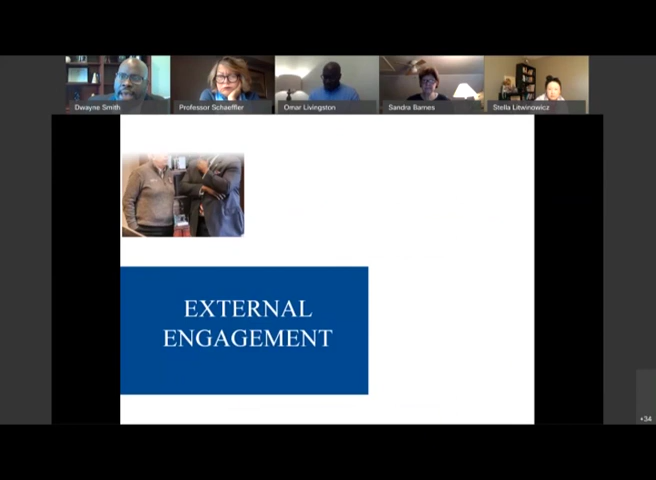 Dwayne Smith
Professor Schaeffler
Omar Livingston
Sandra Barnes
Stella Litwinowicz
EXTERNAL
ENGAGEMENT
+34